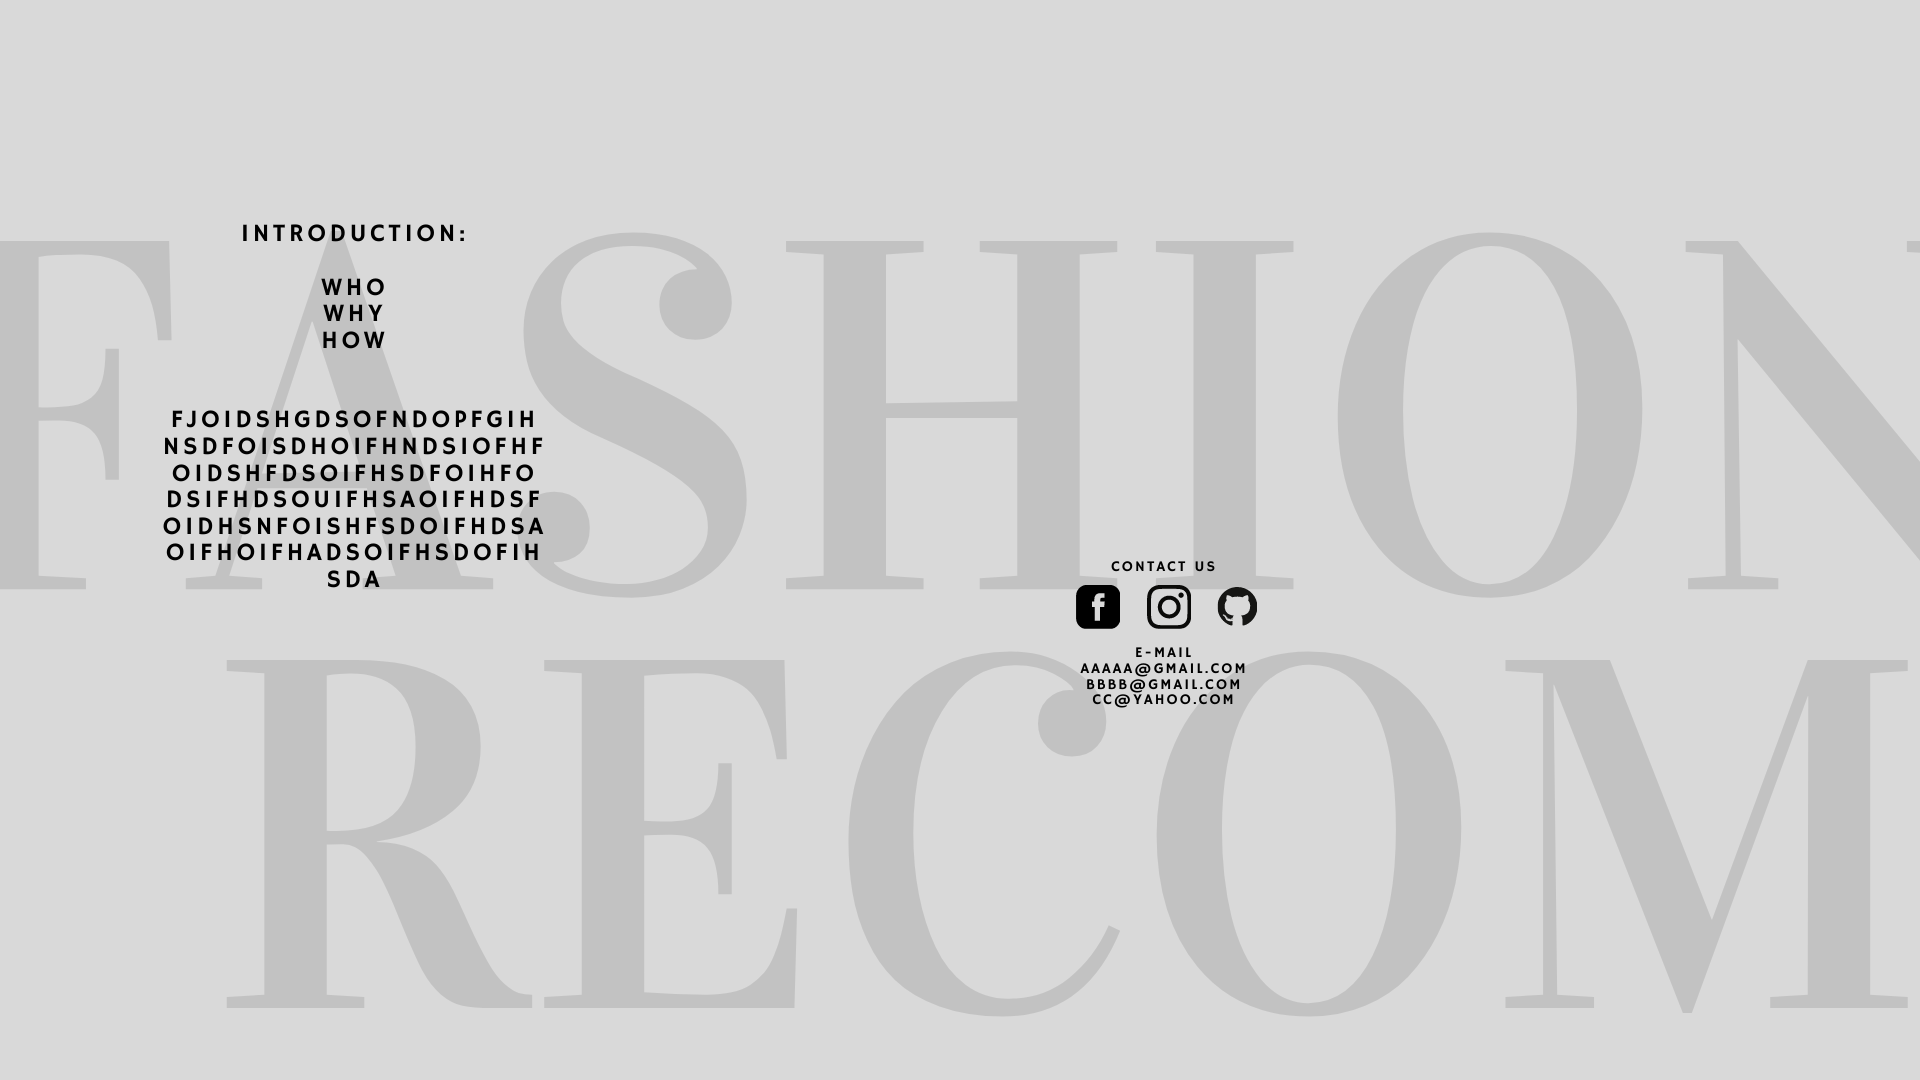 FASHION
RECOM
INTRODUCTION:
WHO
WHY
HOW
FJOIDSHGDSOFNDOPFGIH
NSDFOISDHOIFHNDSIOFHF
OIDSHFDSOIFHSDFOIHFO
DSIFHDSOUIFHSAOIFHDSF
OIDHSNFOISHFSDOIFHDSA
OIFHOIFHADSOIFHSDOFIH
SDA
CONTACT US
E-MAIL
AAAAA@GMAIL.COM
BBBB@GMAIL.COM
CC@YAHOO.COM